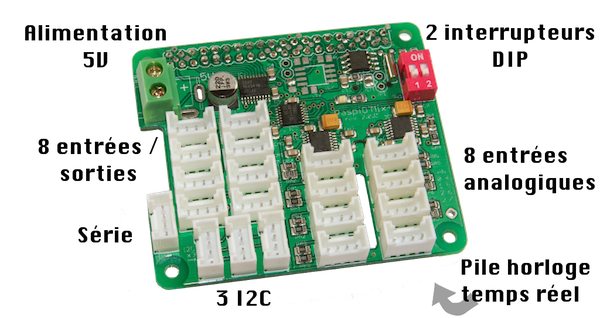 Alimentation
5V
2 interrupteurs
DIP
ON
1 2
8 entrées /
sorties
8 entrées
analogiques
Série
3 I2C
Pile horloge
temps réel